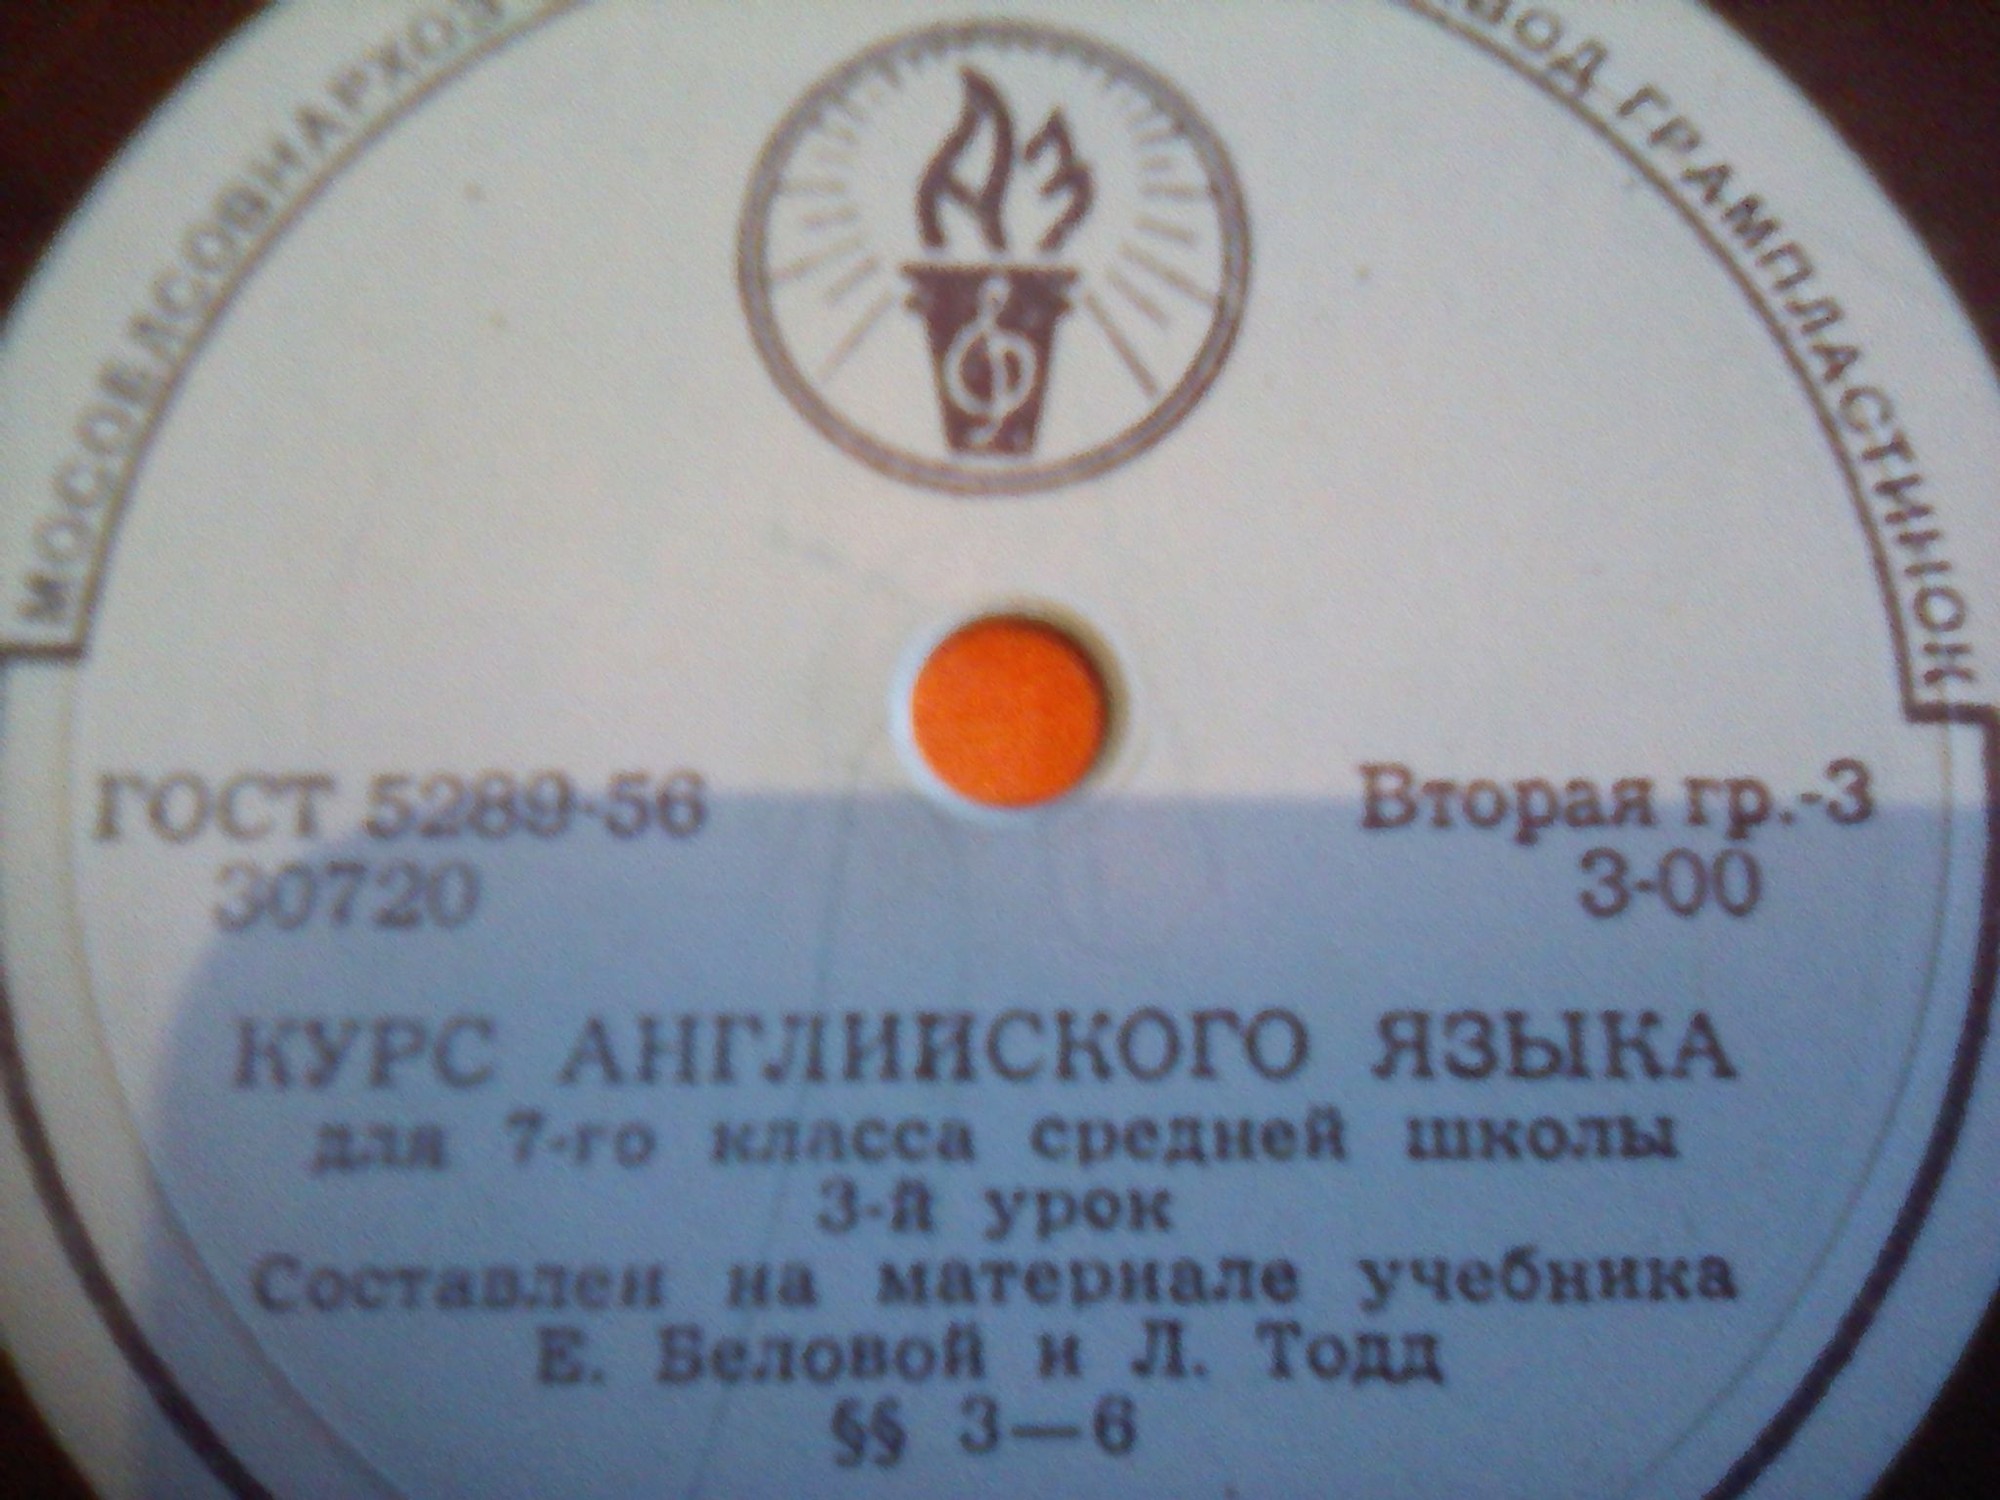 МОСОБЛСОВНАРХОЗ
ГРАМПЛАСТИНОК
АЗ
ГОСТ 5289-56
Вторая гр.-3
30720
3-00
КУРС АНГЛИЙСКОГО ЯЗЫКА
для 7-го класса средней школы
3-й урок
Составлен на материале учебника
Е. Беловой и Л. Тодд
§§ 3—6